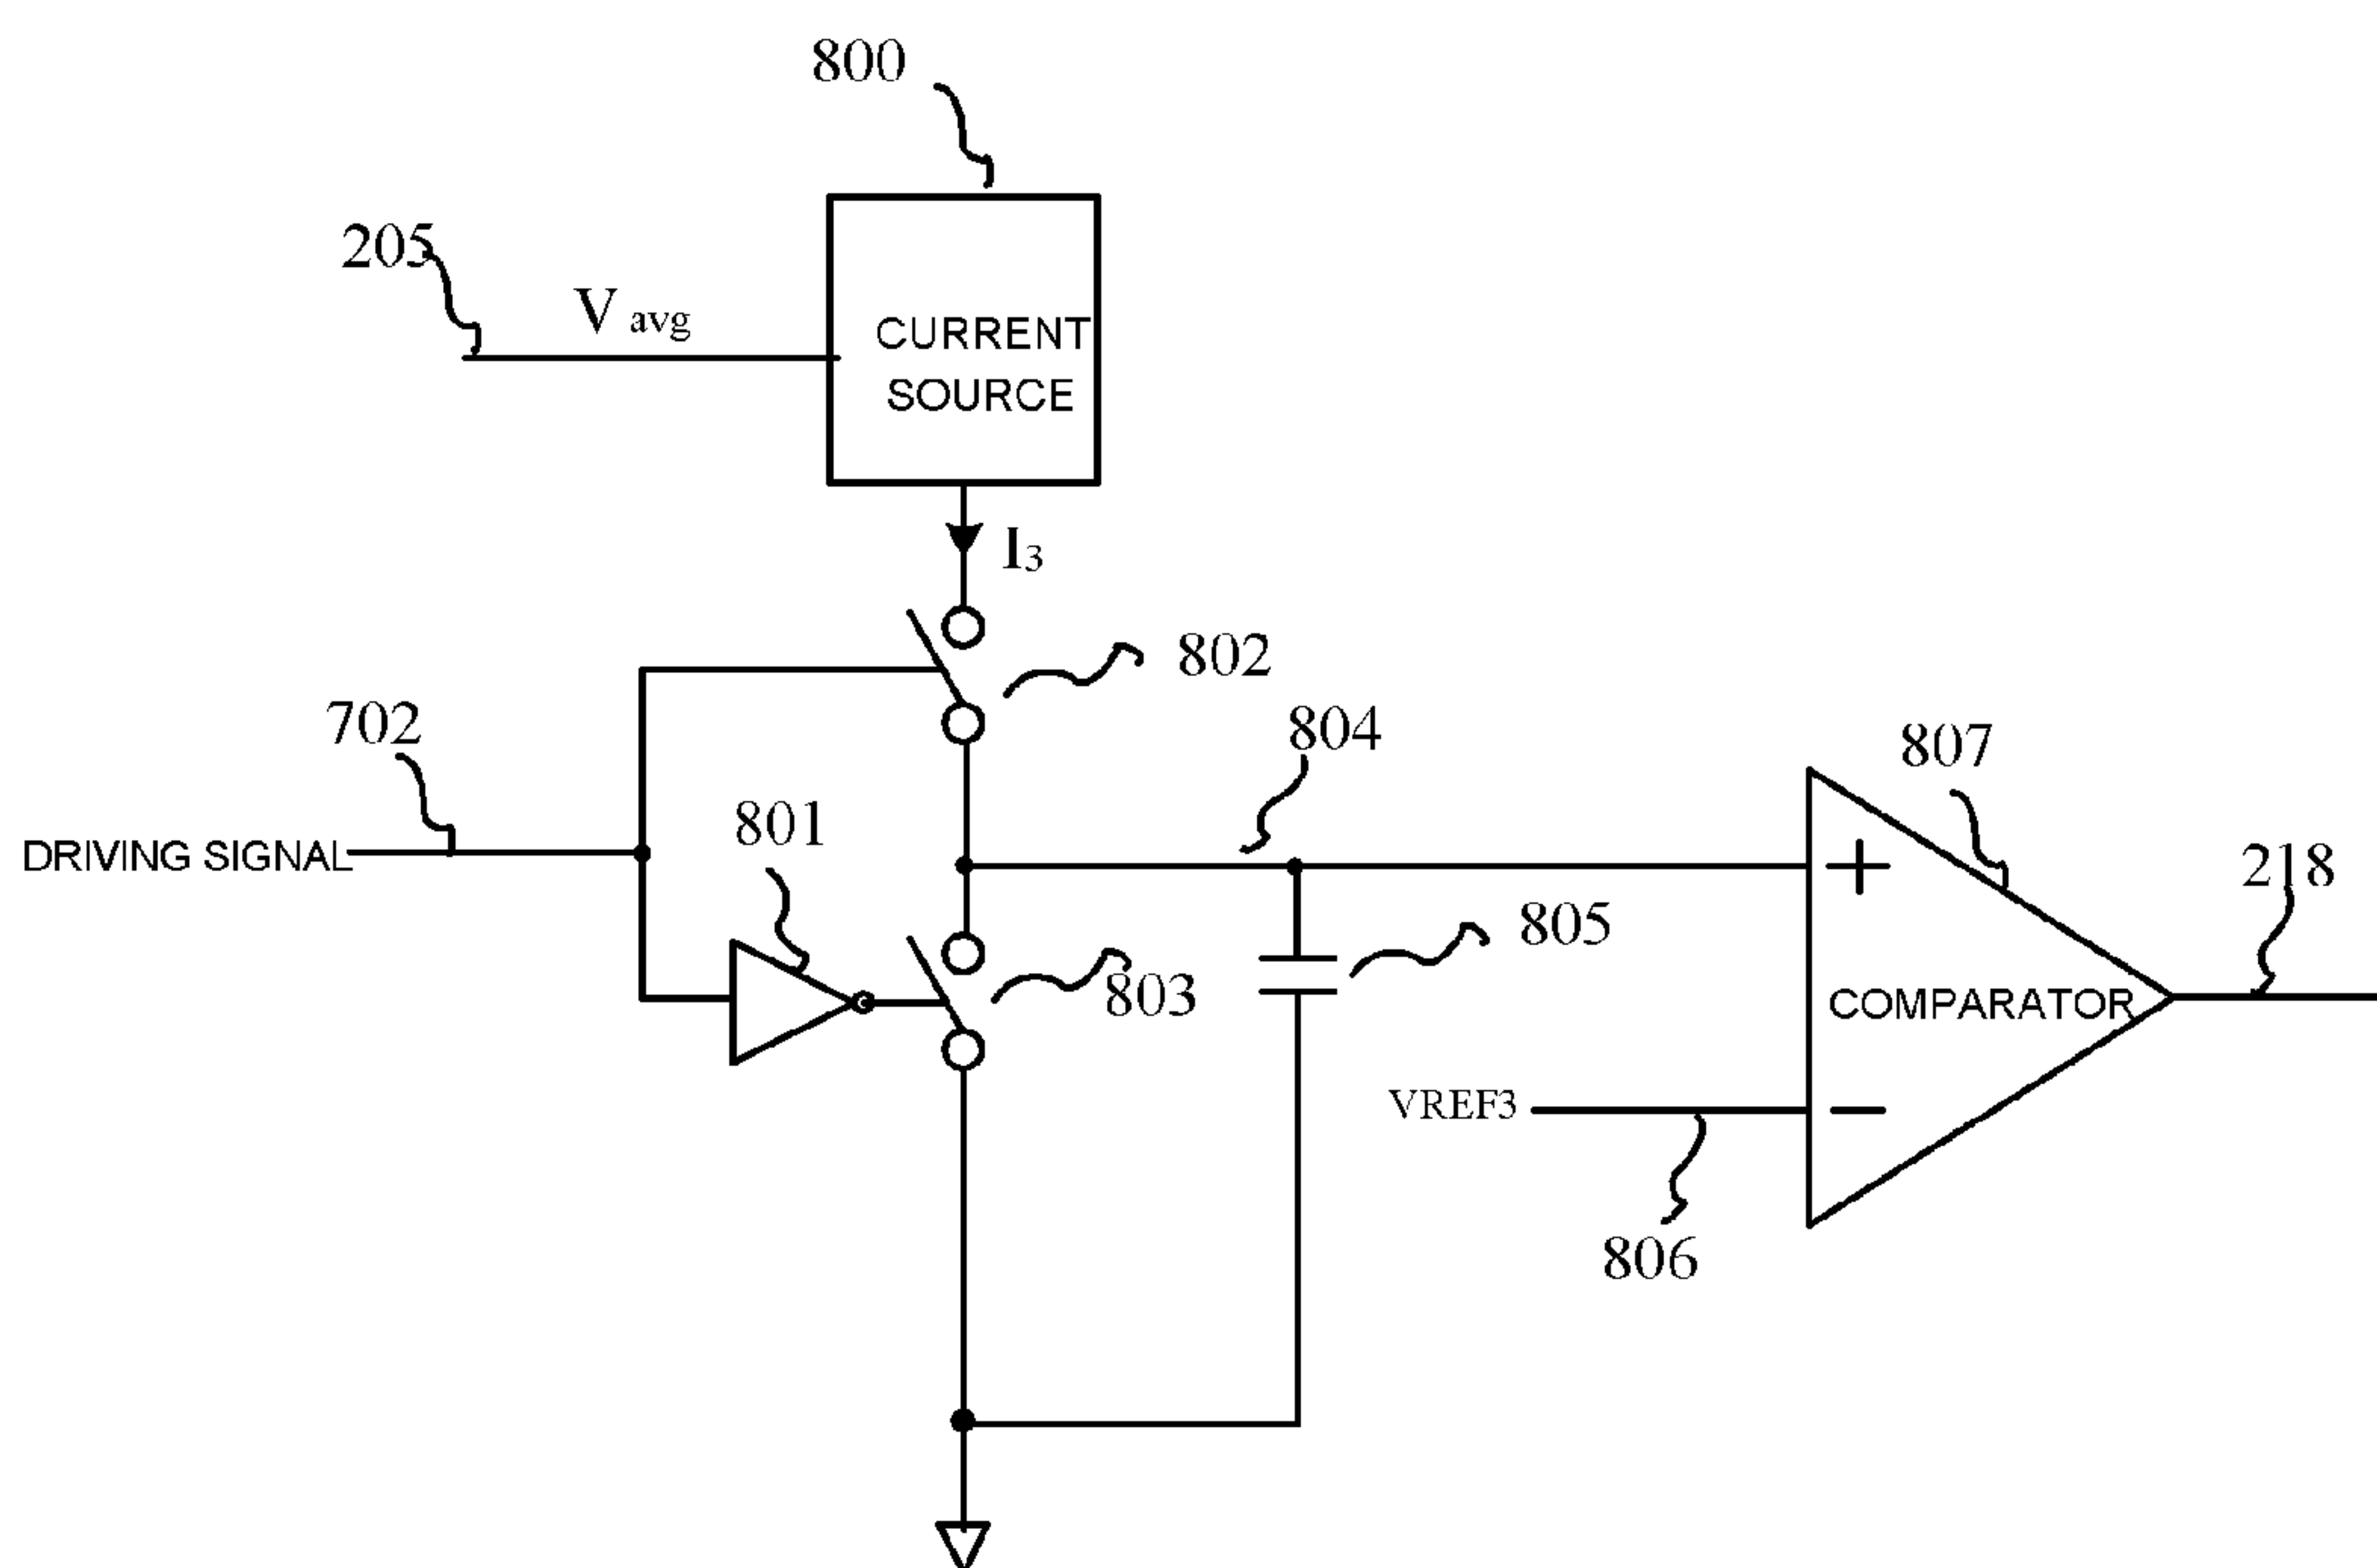 800
205
V avg
CURRENT
SOURCE
I3
802
702
804
807
801
DRIVING SIGNAL
+
218
805
803
COMPARATOR
VREF3
−
806